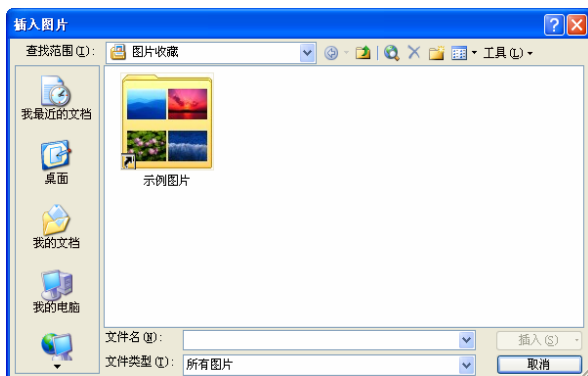 插入图片
查找范围(I):
图片收藏
工具(L)
我最近的文档
桌面
我的文档
我的电脑
示例图片
文件名(N):
插入(S)
文件类型(T):
所有图片
取消